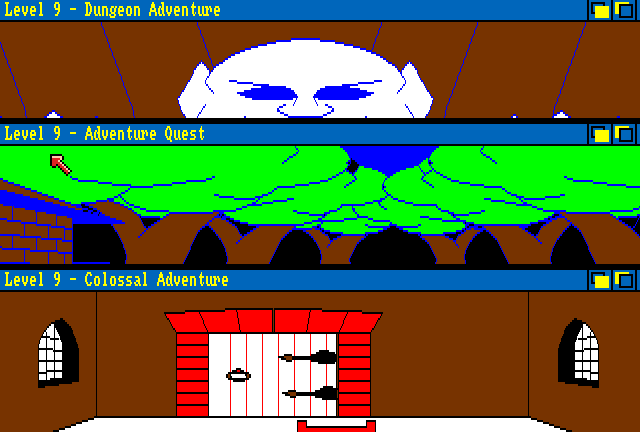 Level 9 - Dungeon Adventure
Level 9 - Adventure Quest
Level 9 - Colossal Adventure